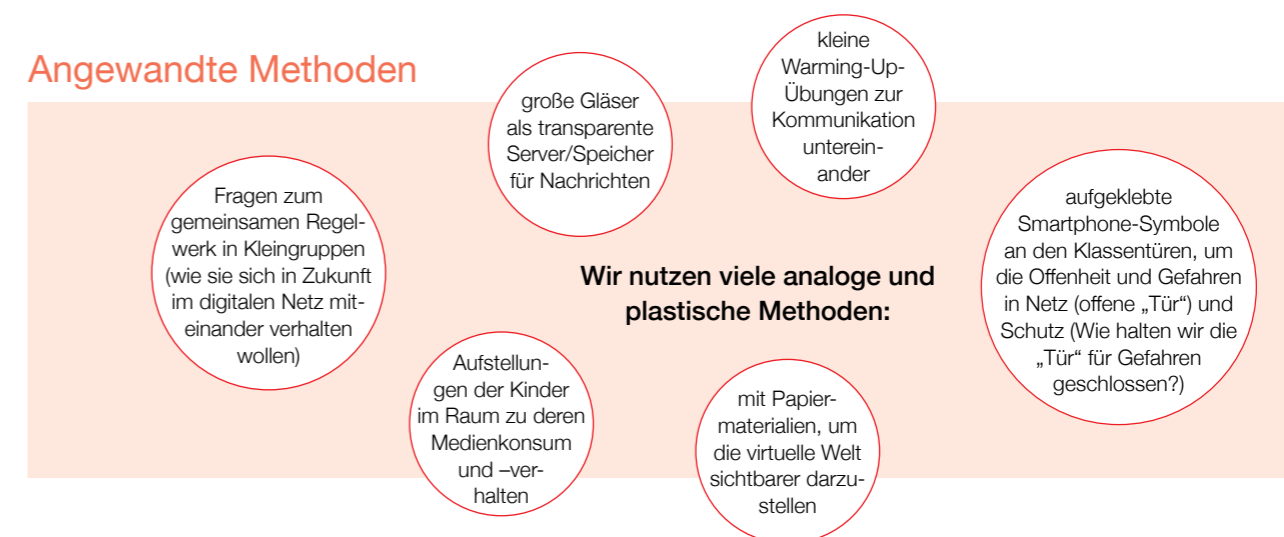 Angewandte Methoden
kleine
Warming-Up-
Übungen zur
Kommunikation
unterein-
ander
große Gläser
als transparente
Server/Speicher
für Nachrichten
Fragen zum
gemeinsamen Regel-
werk in Kleingruppen
(wie sie sich in Zukunft
im digitalen Netz mit-
einander verhalten
wollen)
aufgeklebte
Smartphone-Symbole
an den Klassentüren, um
die Offenheit und Gefahren
in Netz (offene „Tür“) und
Schutz (Wie halten wir die
„Tür“ für Gefahren
geschlossen?)
Wir nutzen viele analoge und
plastische Methoden:
Aufstellun-
gen der Kinder
im Raum zu deren
Medienkonsum
und –ver-
halten
mit Papier-
materialien, um
die virtuelle Welt
sichtbarer darzu-
stellen